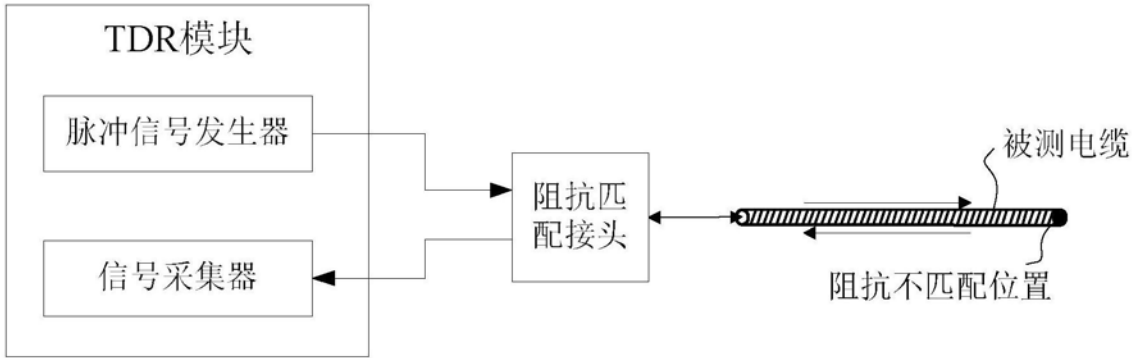 TDR模块
脉冲信号发生器
信号采集器
阻抗匹
配接头
被测电缆
阻抗不匹配位置